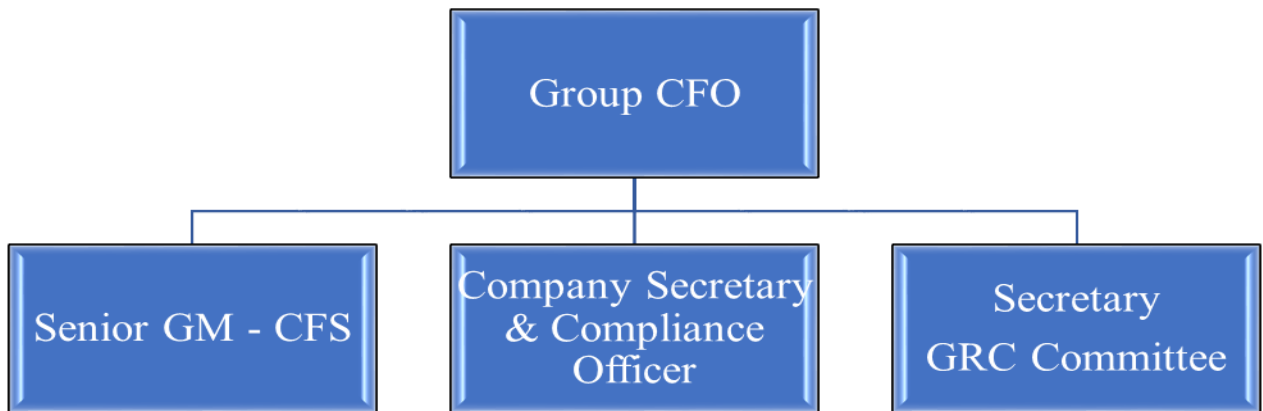 Group CFO
Senior GM - CFS
Company Secretary
& Compliance
Officer
Secretary
GRC Committee